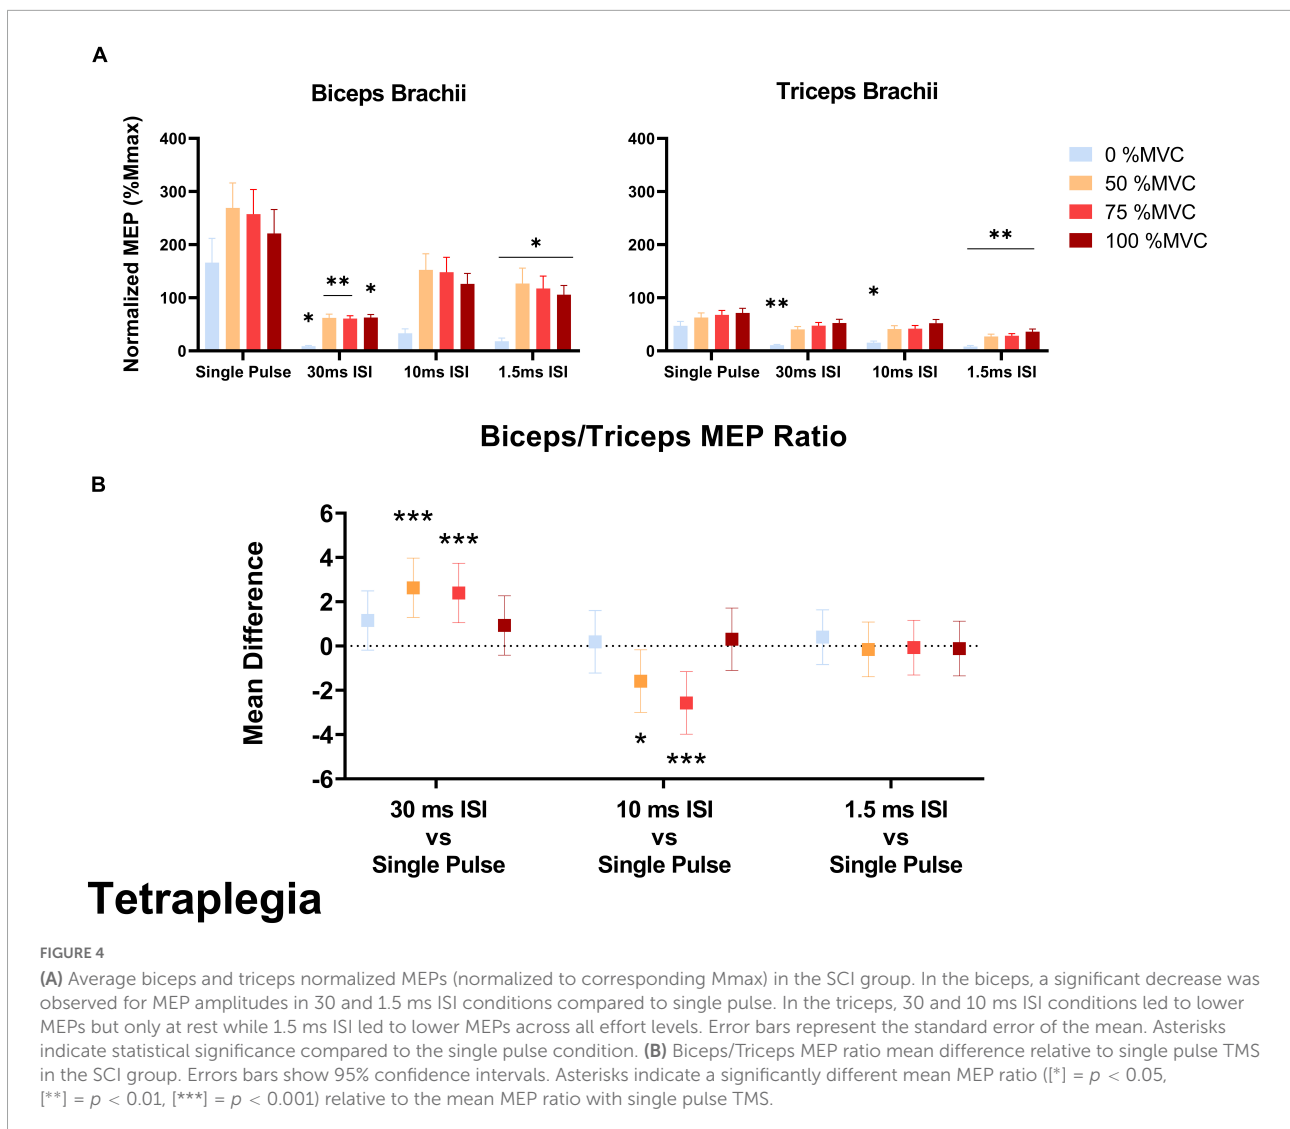 A
Biceps Brachii
Triceps Brachii
Normalized MEP (%Mmax)
400
300
200
100
0
*
**
*
*
Single Pulse
30ms ISI
10ms ISI
1.5ms ISI
400
300
200
100
0
**
*
**
Single Pulse
30ms ISI
10ms ISI
1.5ms ISI
0 %MVC
50 %MVC
75 %MVC
100 %MVC
Biceps/Triceps MEP Ratio
B
Mean Difference
6
4
2
0
-2
-4
-6
***
***
*
***
30 ms ISI
vs
Single Pulse
10 ms ISI
vs
Single Pulse
1.5 ms ISI
vs
Single Pulse
Tetraplegia
FIGURE 4
(A) Average biceps and triceps normalized MEPs (normalized to corresponding Mmax) in the SCI group. In the biceps, a significant decrease was
observed for MEP amplitudes in 30 and 1.5 ms ISI conditions compared to single pulse. In the triceps, 30 and 10 ms ISI conditions led to lower
MEPs but only at rest while 1.5 ms ISI led to lower MEPs across all effort levels. Error bars represent the standard error of the mean. Asterisks
indicate statistical significance compared to the single pulse condition. (B) Biceps/Triceps MEP ratio mean difference relative to single pulse TMS
in the SCI group. Errors bars show 95% confidence intervals. Asterisks indicate a significantly different mean MEP ratio ([*] = p < 0.05,
[**] = p < 0.01, [***] = p < 0.001) relative to the mean MEP ratio with single pulse TMS.